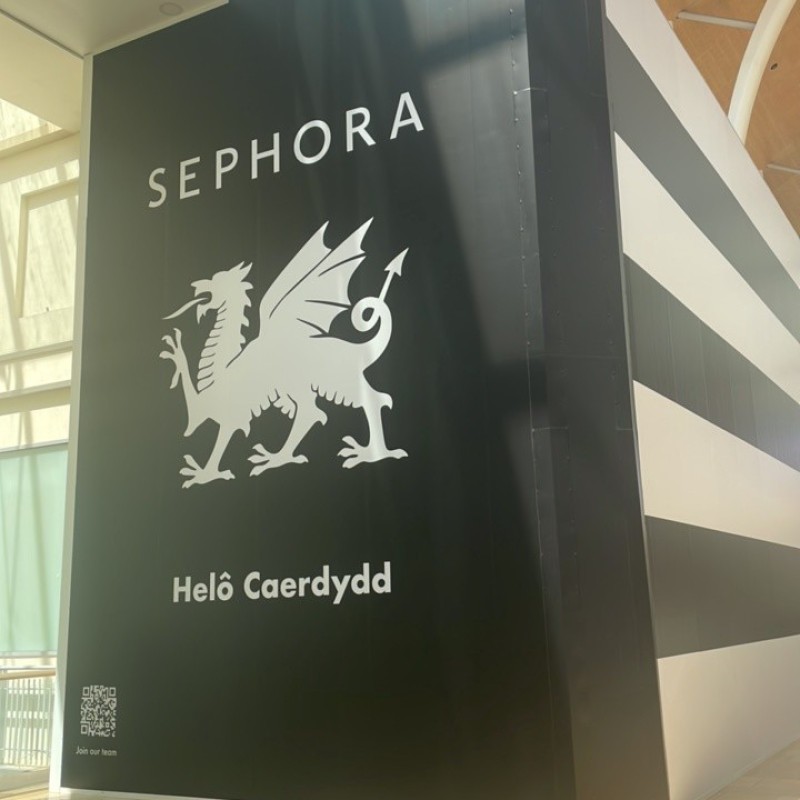 SEPHORA
Helô Caerdydd
Join our team